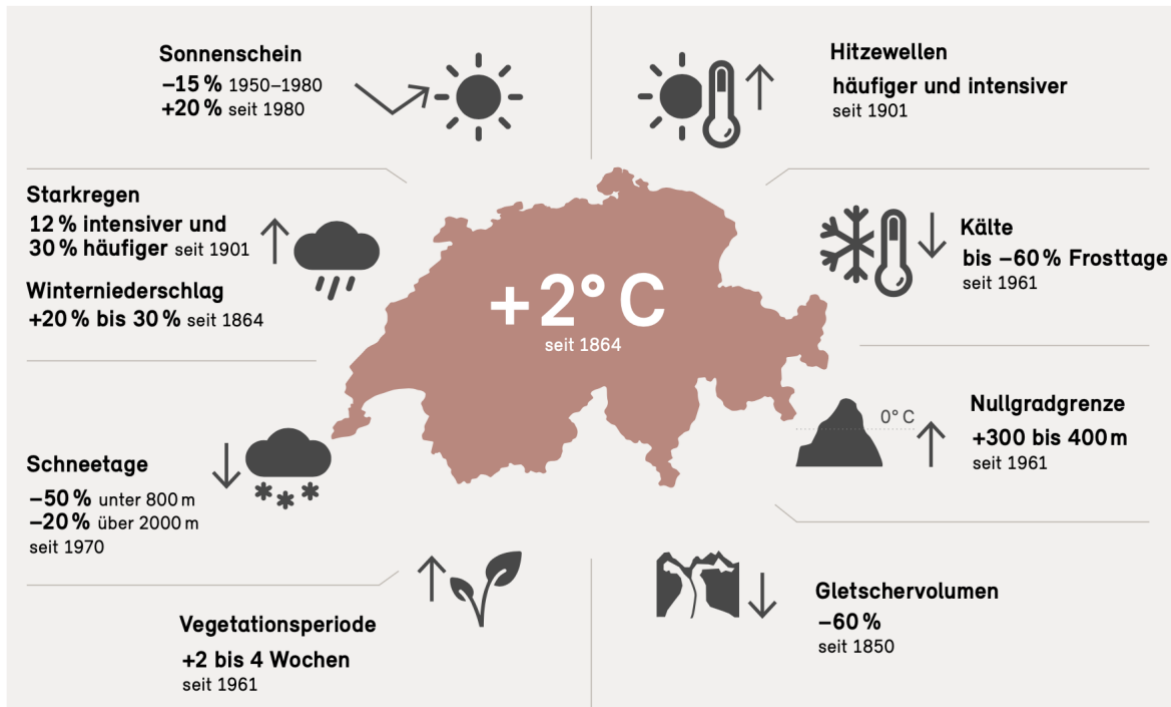 Sonnenschein
–15 % 1950–1980
+20 % seit 1980
Hitzewellen
häufiger und intensiver
seit 1901
Starkregen
12 % intensiver und
30 % häufiger seit 1901
Winterniederschlag
+20 % bis 30 % seit 1864
+2° C
seit 1864
Kälte
bis –60 % Frosttage
seit 1961
0° C
Nullgradgrenze
+300 bis 400 m
seit 1961
Schneetage
–50 % unter 800 m
–20 % über 2000 m
seit 1970
Vegetationsperiode
+2 bis 4 Wochen
seit 1961
Gletschervolumen
–60 %
seit 1850